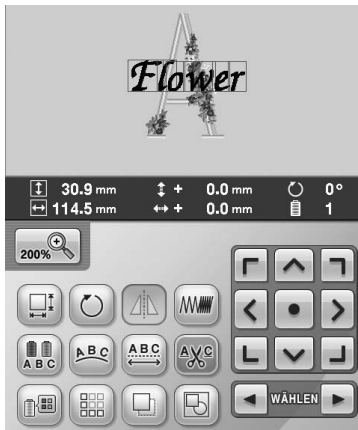 A
Flower
30.9 mm + 0.0 mm 0°
114.5 mm + 0.0 mm 1
200%
ABC ABC ABC A C
WÄHLEN